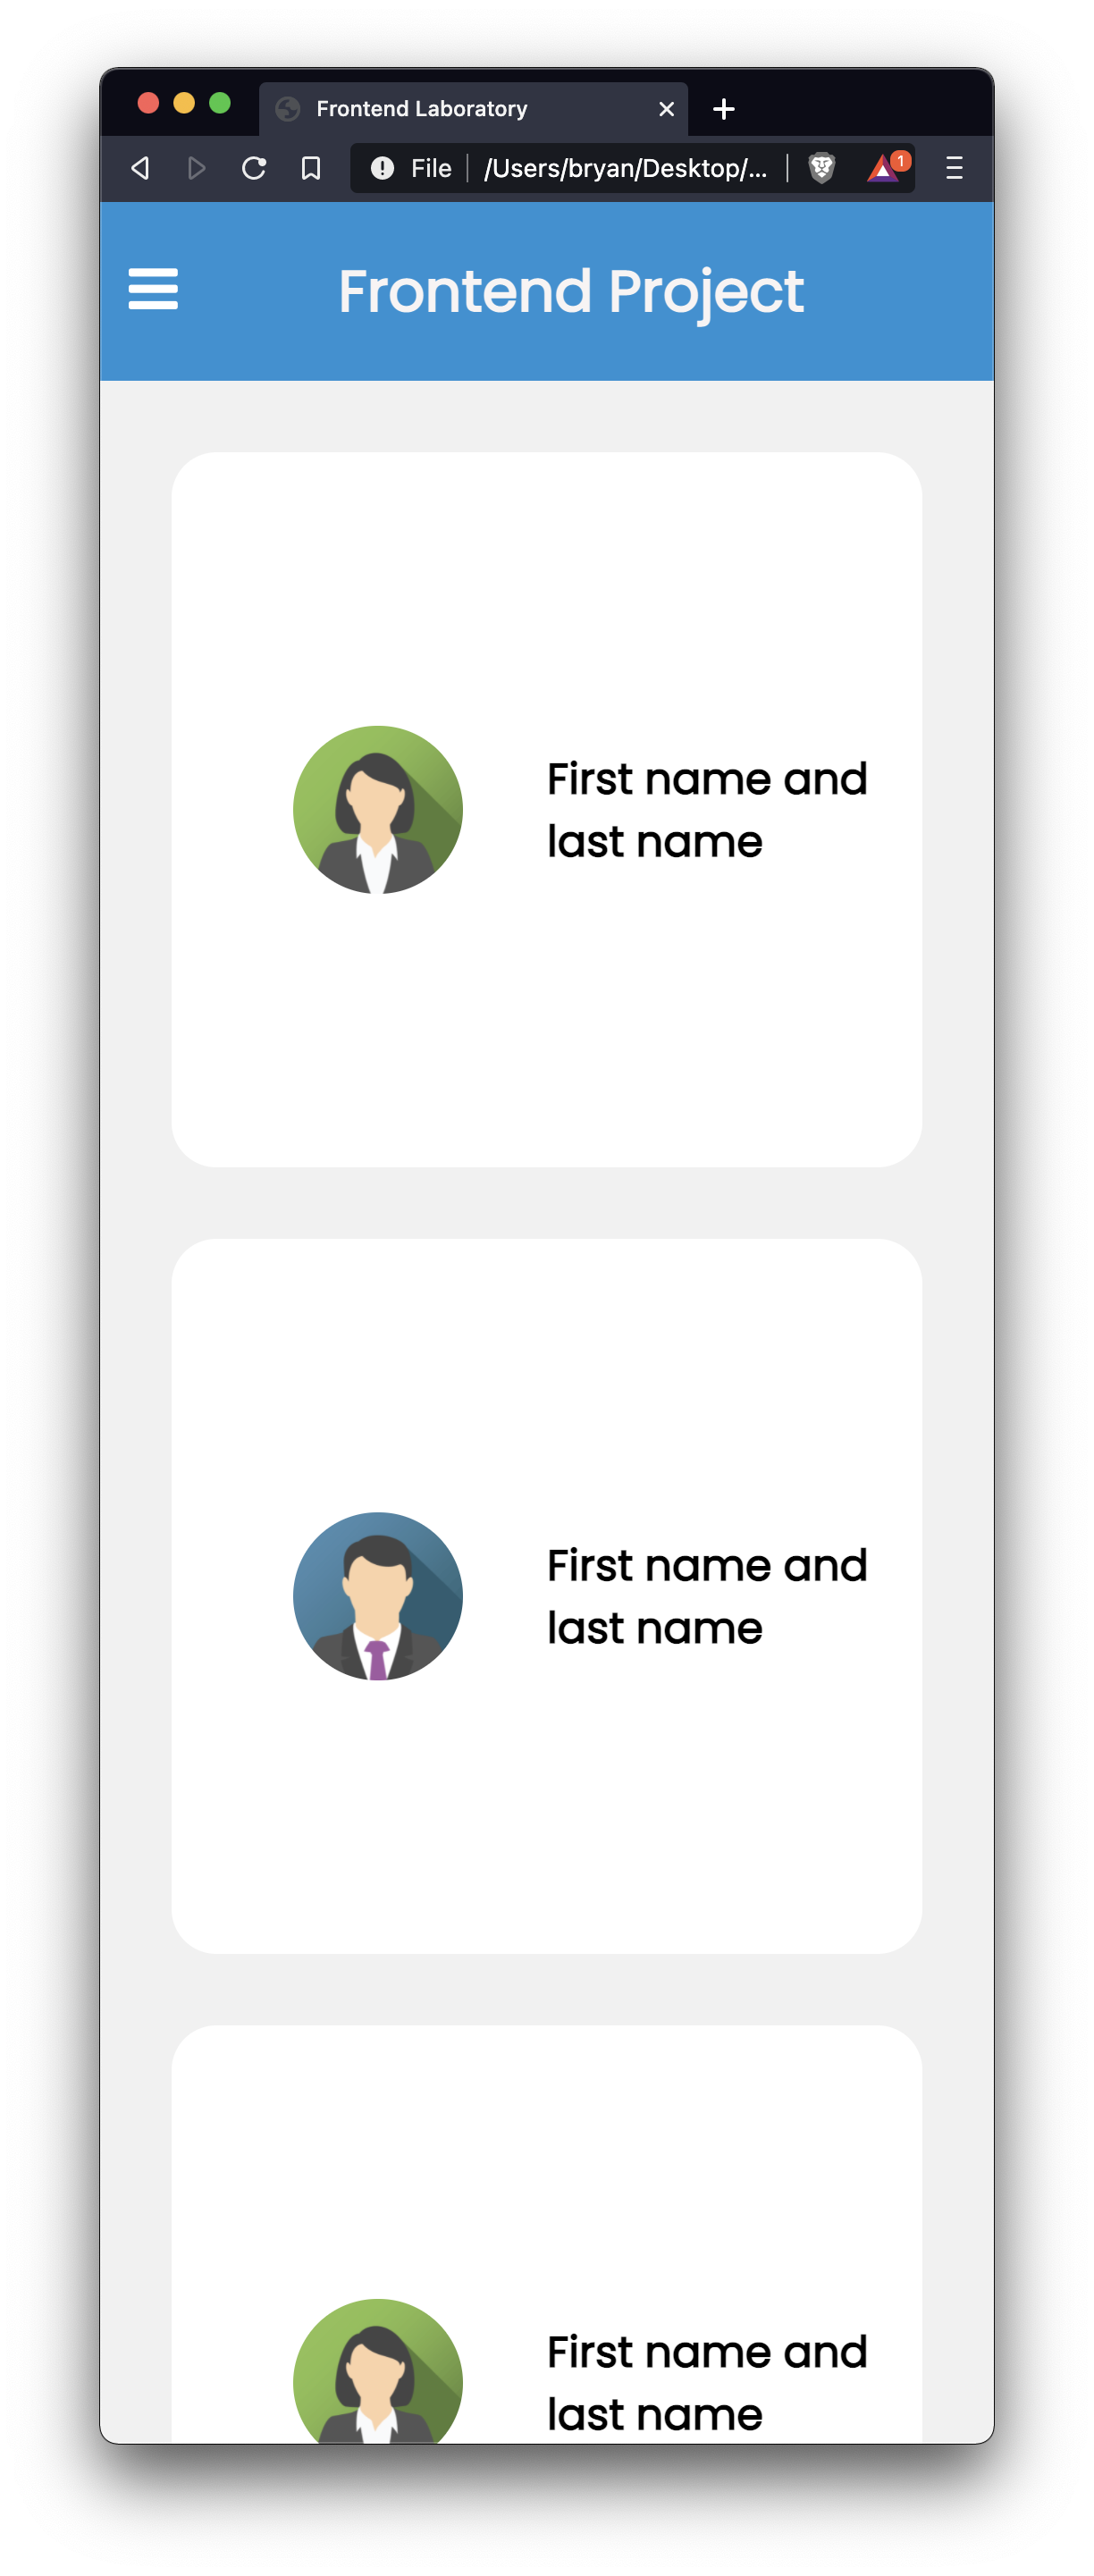 Frontend Laboratory
File
/Users/bryan/Desktop/...
1
Frontend Project
First name and
last name
First name and
last name
First name and
last name